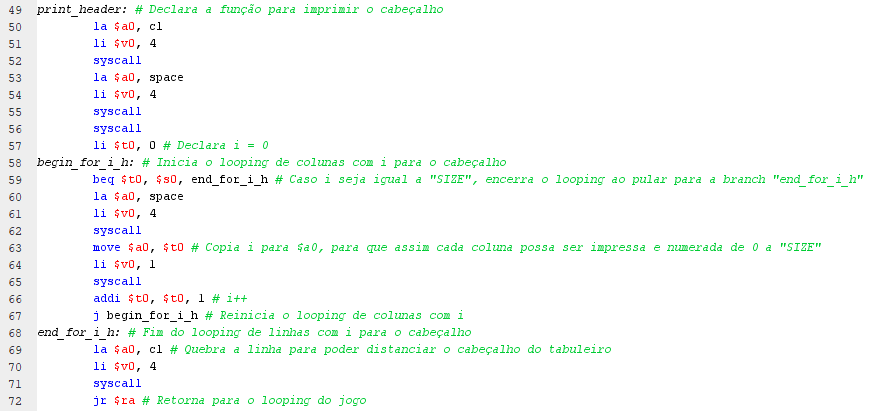 49 print_header: # Declara a função para imprimir o cabeçalho
50 la $a0, cl
51 li $v0, 4
52 syscall
53 la $a0, space
54 li $v0, 4
55 syscall
56 syscall
57 li $t0, 0 # Declara i = 0
58 begin_for_i_h: # Inicia o looping de colunas com i para o cabeçalho
59 beq $t0, $s0, end_for_i_h # Caso i seja igual a "SIZE", encerra o looping ao pular para a branch "end_for_i_h"
60 la $a0, space
61 li $v0, 4
62 syscall
63 move $a0, $t0 # Copia i para $a0, para que assim cada coluna possa ser impressa e numerada de 0 a "SIZE"
64 li $v0, 1
65 syscall
66 addi $t0, $t0, 1 # i++
67 j begin_for_i_h # Reinicia o looping de colunas com i
68 end_for_i_h: # Fim do looping de linhas com i para o cabeçalho
69 la $a0, cl # Quebra a linha para poder distanciar o cabeçalho do tabuleiro
70 li $v0, 4
71 syscall
72 jr $ra # Retorna para o looping do jogo